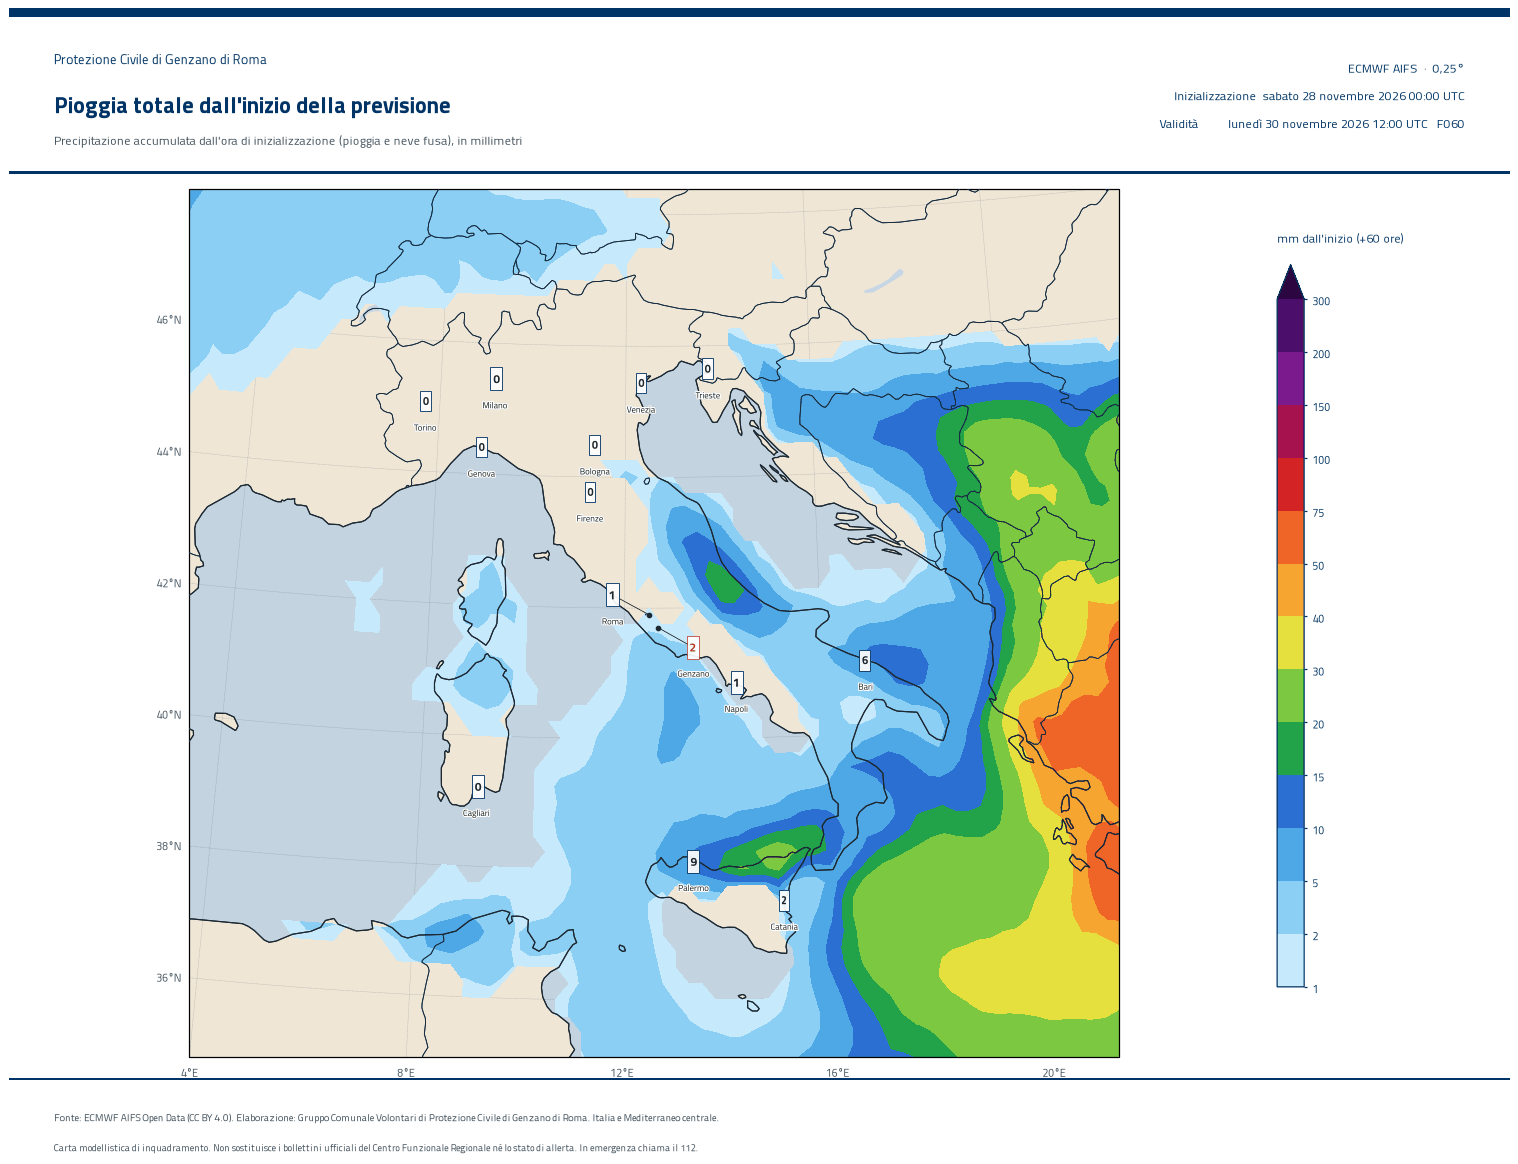 Protezione Civile di Genzano di Roma
Pioggia totale dall'inizio della previsione
Precipitazione accumulata dall'ora di inizializzazione (pioggia e neve fusa), in millimetri
ECMWF AIFS · 0,25°
Inizializzazione sabato 28 novembre 2026 00:00 UTC
Validità lunedì 30 novembre 2026 12:00 UTC F060
mm dall'inizio (+60 ore)
300
200
150
100
75
50
40
30
20
15
10
5
2
1
46°N
44°N
42°N
40°N
38°N
36°N
4°E
8°E
12°E
16°E
20°E
0
Milano
0
Torino
0
Venezia
0
Trieste
0
Genova
0
Bologna
0
Firenze
1
Roma
2
Genzano
1
Napoli
6
Bari
0
Cagliari
9
Palermo
2
Catania
Fonte: ECMWF AIFS Open Data (CC BY 4.0). Elaborazione: Gruppo Comunale Volontari di Protezione Civile di Genzano di Roma. Italia e Mediterraneo centrale.
Carta modellistica di inquadramento. Non sostituisce i bollettini ufficiali del Centro Funzionale Regionale né lo stato di allerta. In emergenza chiama il 112.